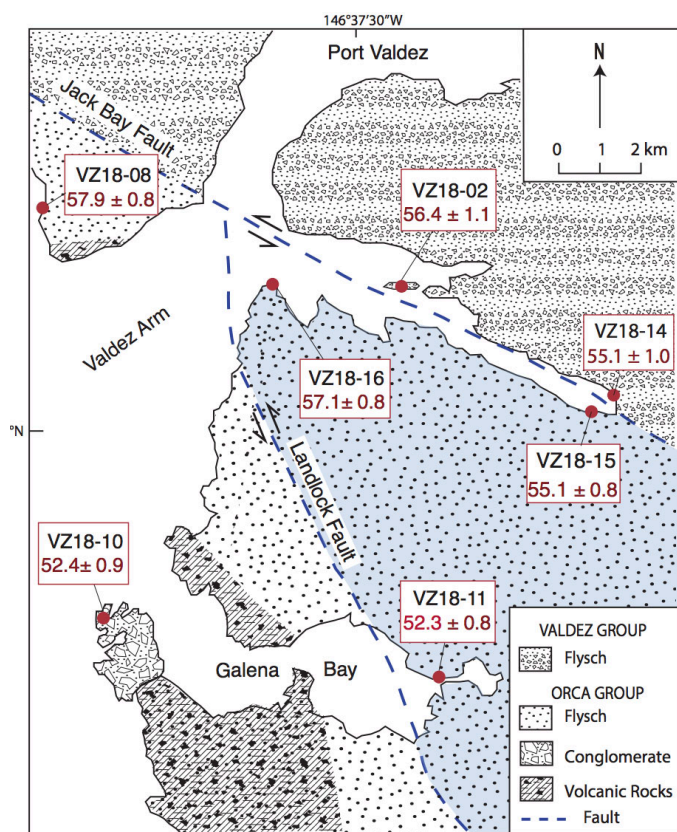 146°37'30"W
Port Valdez
N
0 1 2 km
Jack Bay Fault
VZ18-08
57.9 ± 0.8
VZ18-02
56.4 ± 1.1
Valdez Arm
VZ18-16
57.1± 0.8
VZ18-14
55.1 ± 1.0
°N
Landlock Fault
VZ18-15
55.1 ± 0.8
VZ18-10
52.4± 0.9
VZ18-11
52.3 ± 0.8
Galena Bay
VALDEZ GROUP
Flysch
ORCA GROUP
Flysch
Conglomerate
Volcanic Rocks
Fault